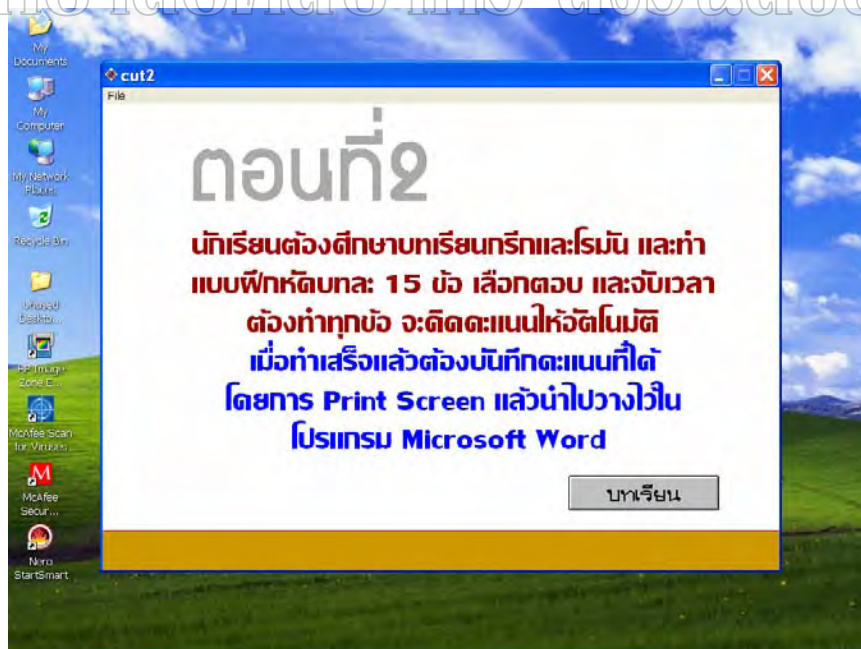 My
Documents
My
Computer
My Network
Places
Recycle Bin
Unused
Deskto...
HP Image
Zone E...
McAfee Scan
for Viruses...
McAfee
Secur...
Nero
StartSmart
cut2
File
ตอนที่2
นักเรียนต้องศึกษาบทเรียนกรีกและโรมัน และทำ
แบบฝึกหัดบทละ 15 ข้อ เลือกตอบ และจับเวลา
ต้องทำทุกข้อ จะคิดคะแนนให้อัตโนมัติ
เมื่อทำเสร็จแล้วต้องบันทึกคะแนนที่ได้
โดยการ Print Screen แล้วนำไปวางไว้ใน
โปรแกรม Microsoft Word
บทเรียน